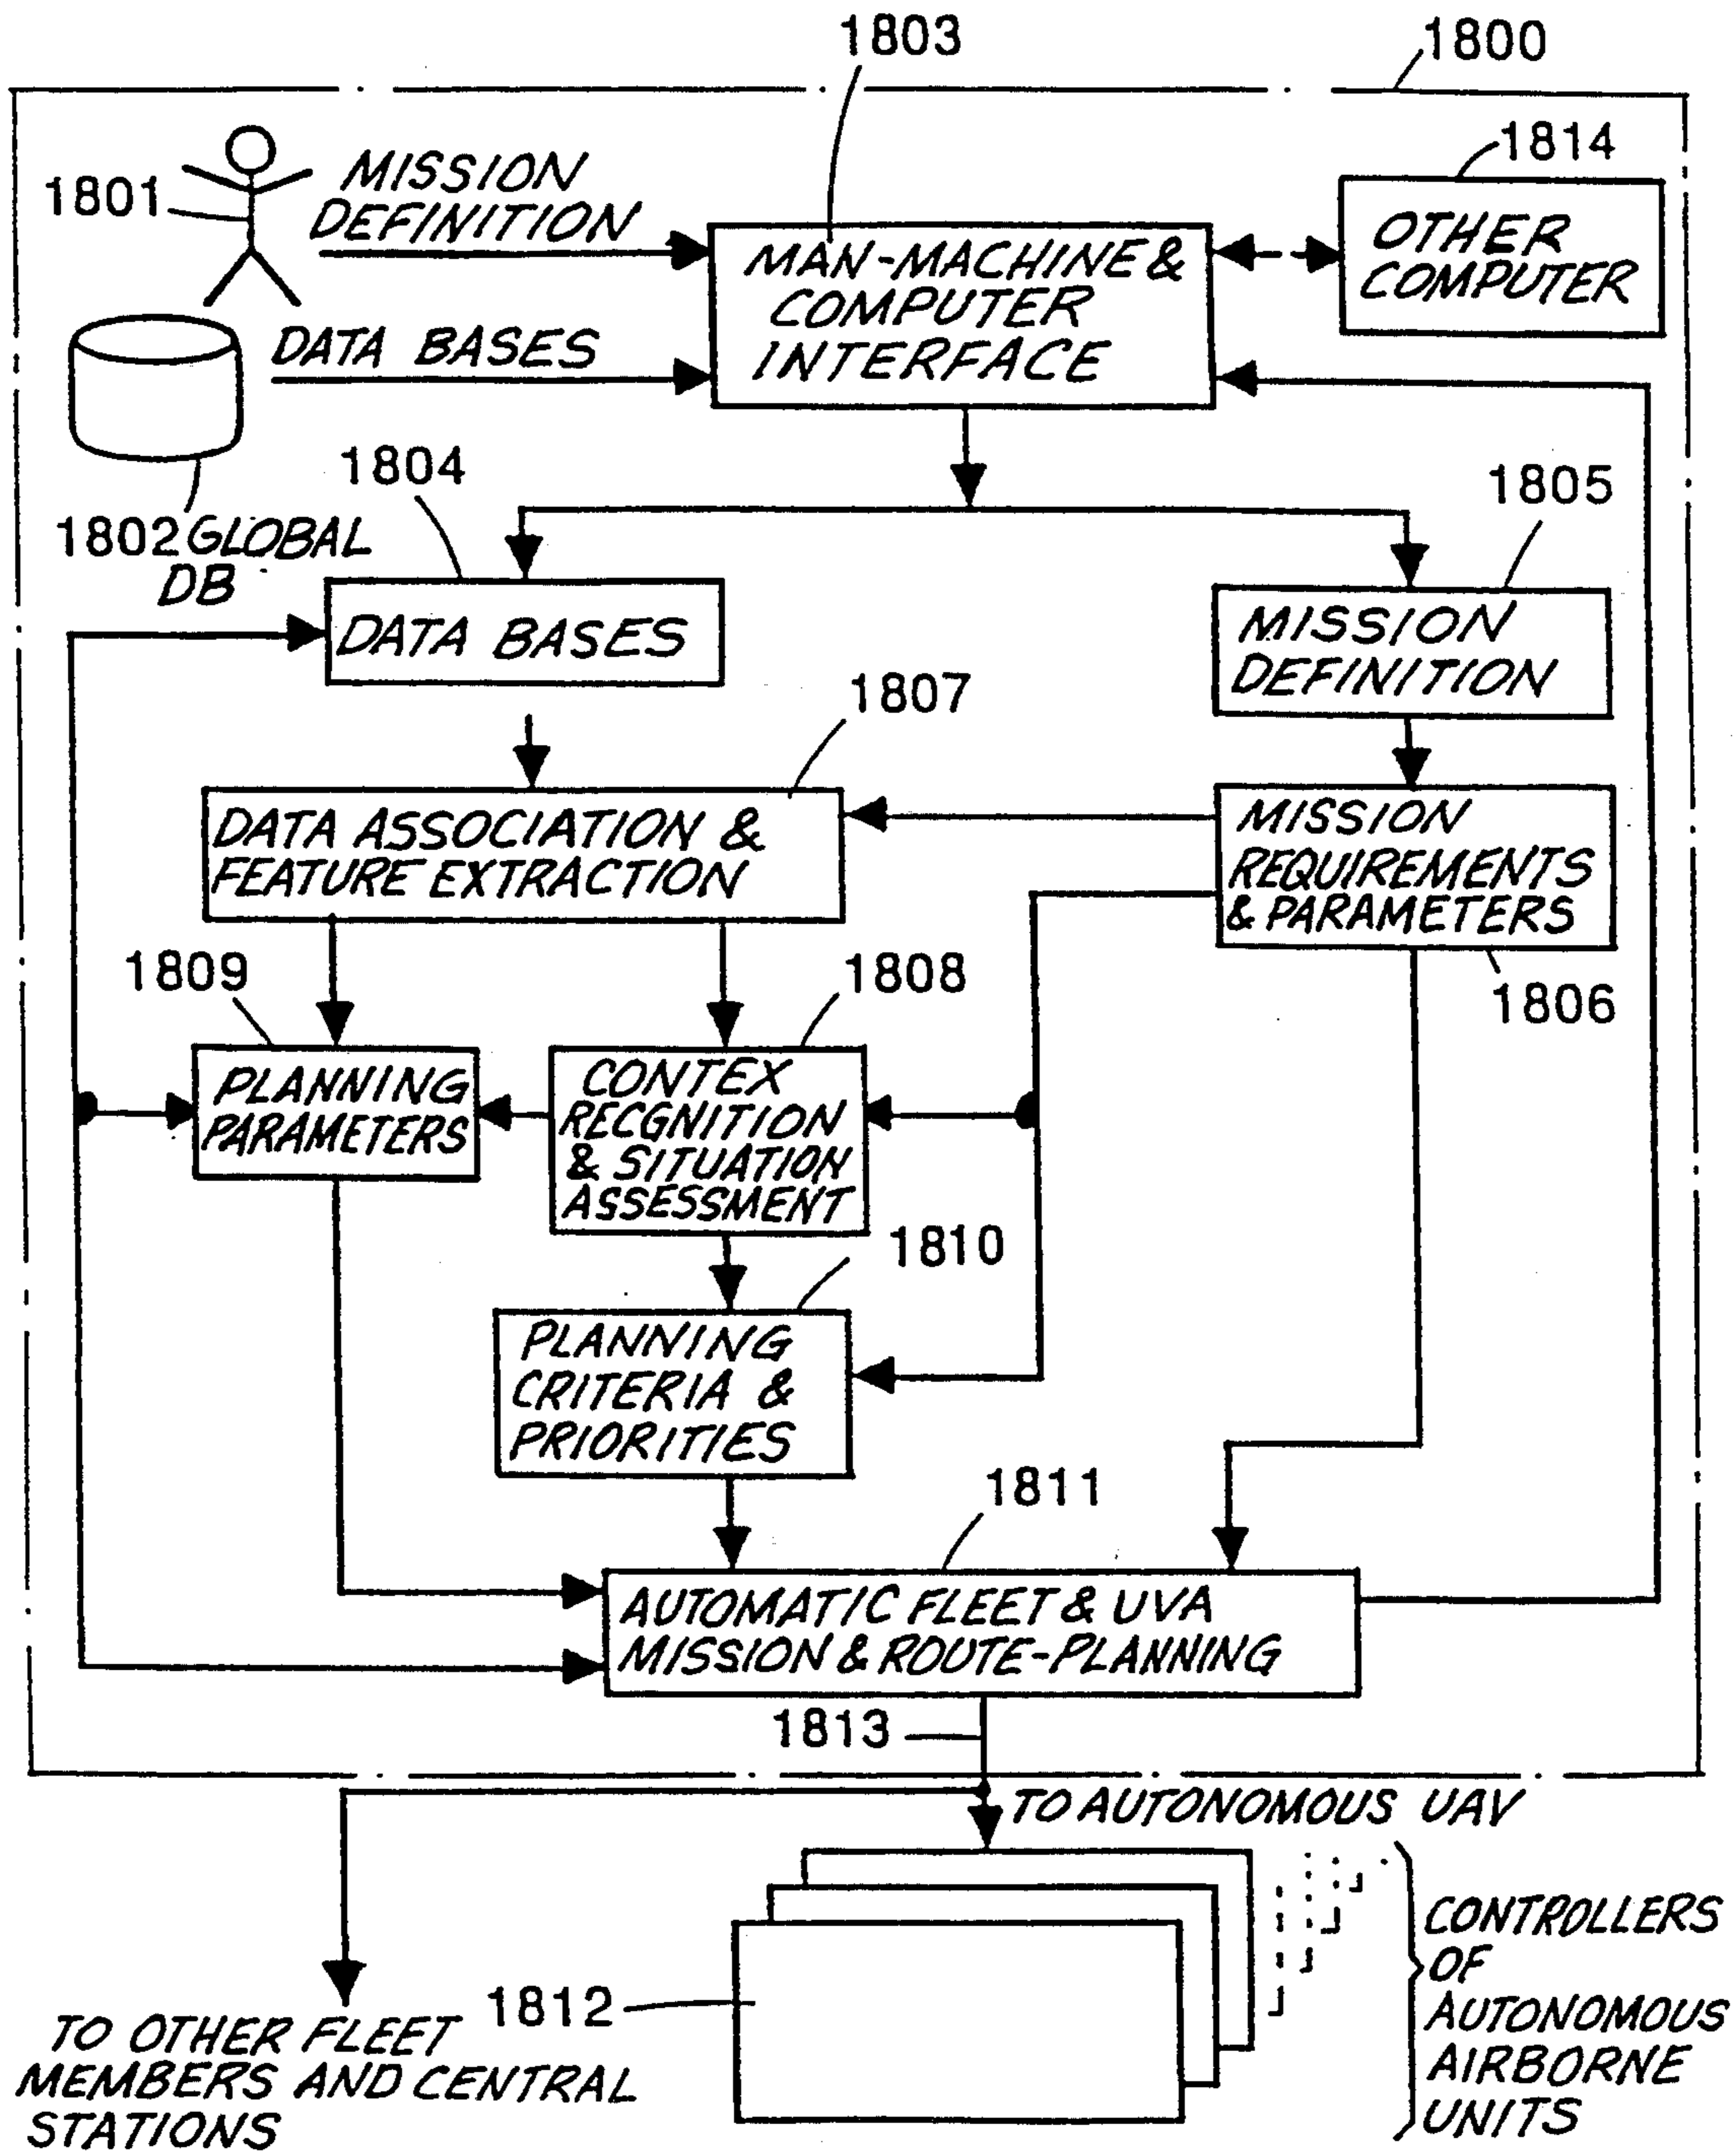 1803
1800
1814
1801
MISSION
DEFINITION
MAN-MACHINE &
COMPUTER
INTERFACE
OTHER
COMPUTER
DATA BASES
1804
1805
1802 GLOBAL
DB
DATA BASES
MISSION
DEFINITION
1807
DATA ASSOCIATION &
FEATURE EXTRACTION
MISSION
REQUIREMENTS
& PARAMETERS
1809
1808
1806
PLANNING
PARAMETERS
CONTEX
RECGNITION
& SITUATION
ASSESSMENT
1810
PLANNING
CRITERIA &
PRIORITIES
1811
AUTOMATIC FLEET & UVA
MISSION & ROUTE-PLANNING
1813
TO AUTONOMOUS UAV
CONTROLLERS
OF
AUTONOMOUS
AIRBORNE
UNITS
1812
TO OTHER FLEET
MEMBERS AND CENTRAL
STATIONS